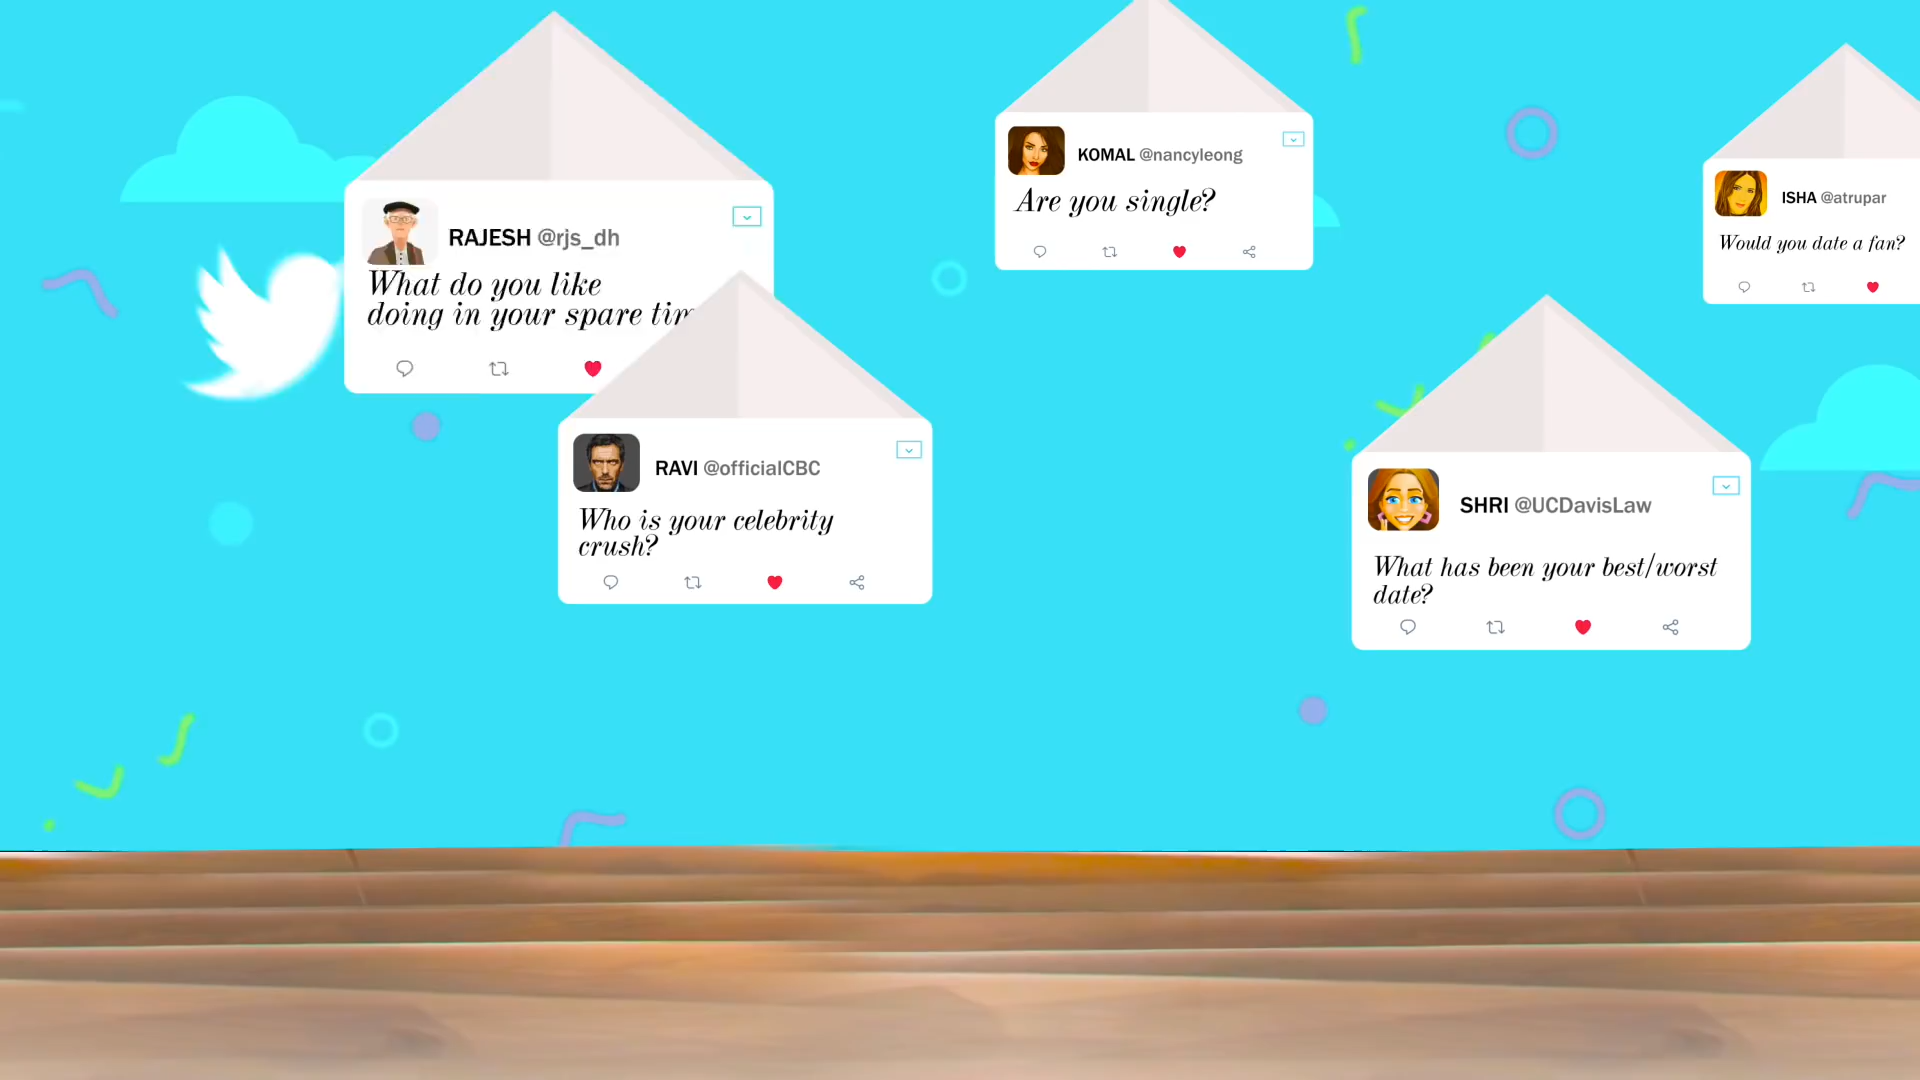 RAJESH @rjs_dh
What do you like
doing in your spare
RAVI @officialCBC
Who is your celebrity
crush?
KOMAL @nancyleong
Are you single?
ISHA @atrupar
Would you date a fan?
SHRI @UCDavisLaw
What has been your best/worst
date?